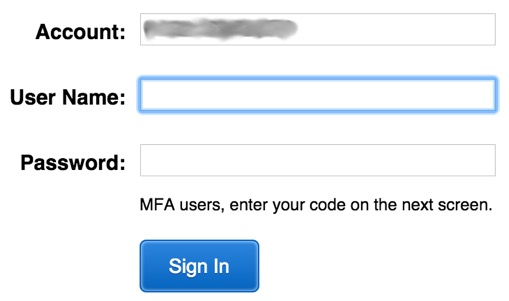 Account:
User Name:
Password:
MFA users, enter your code on the next screen.
Sign In